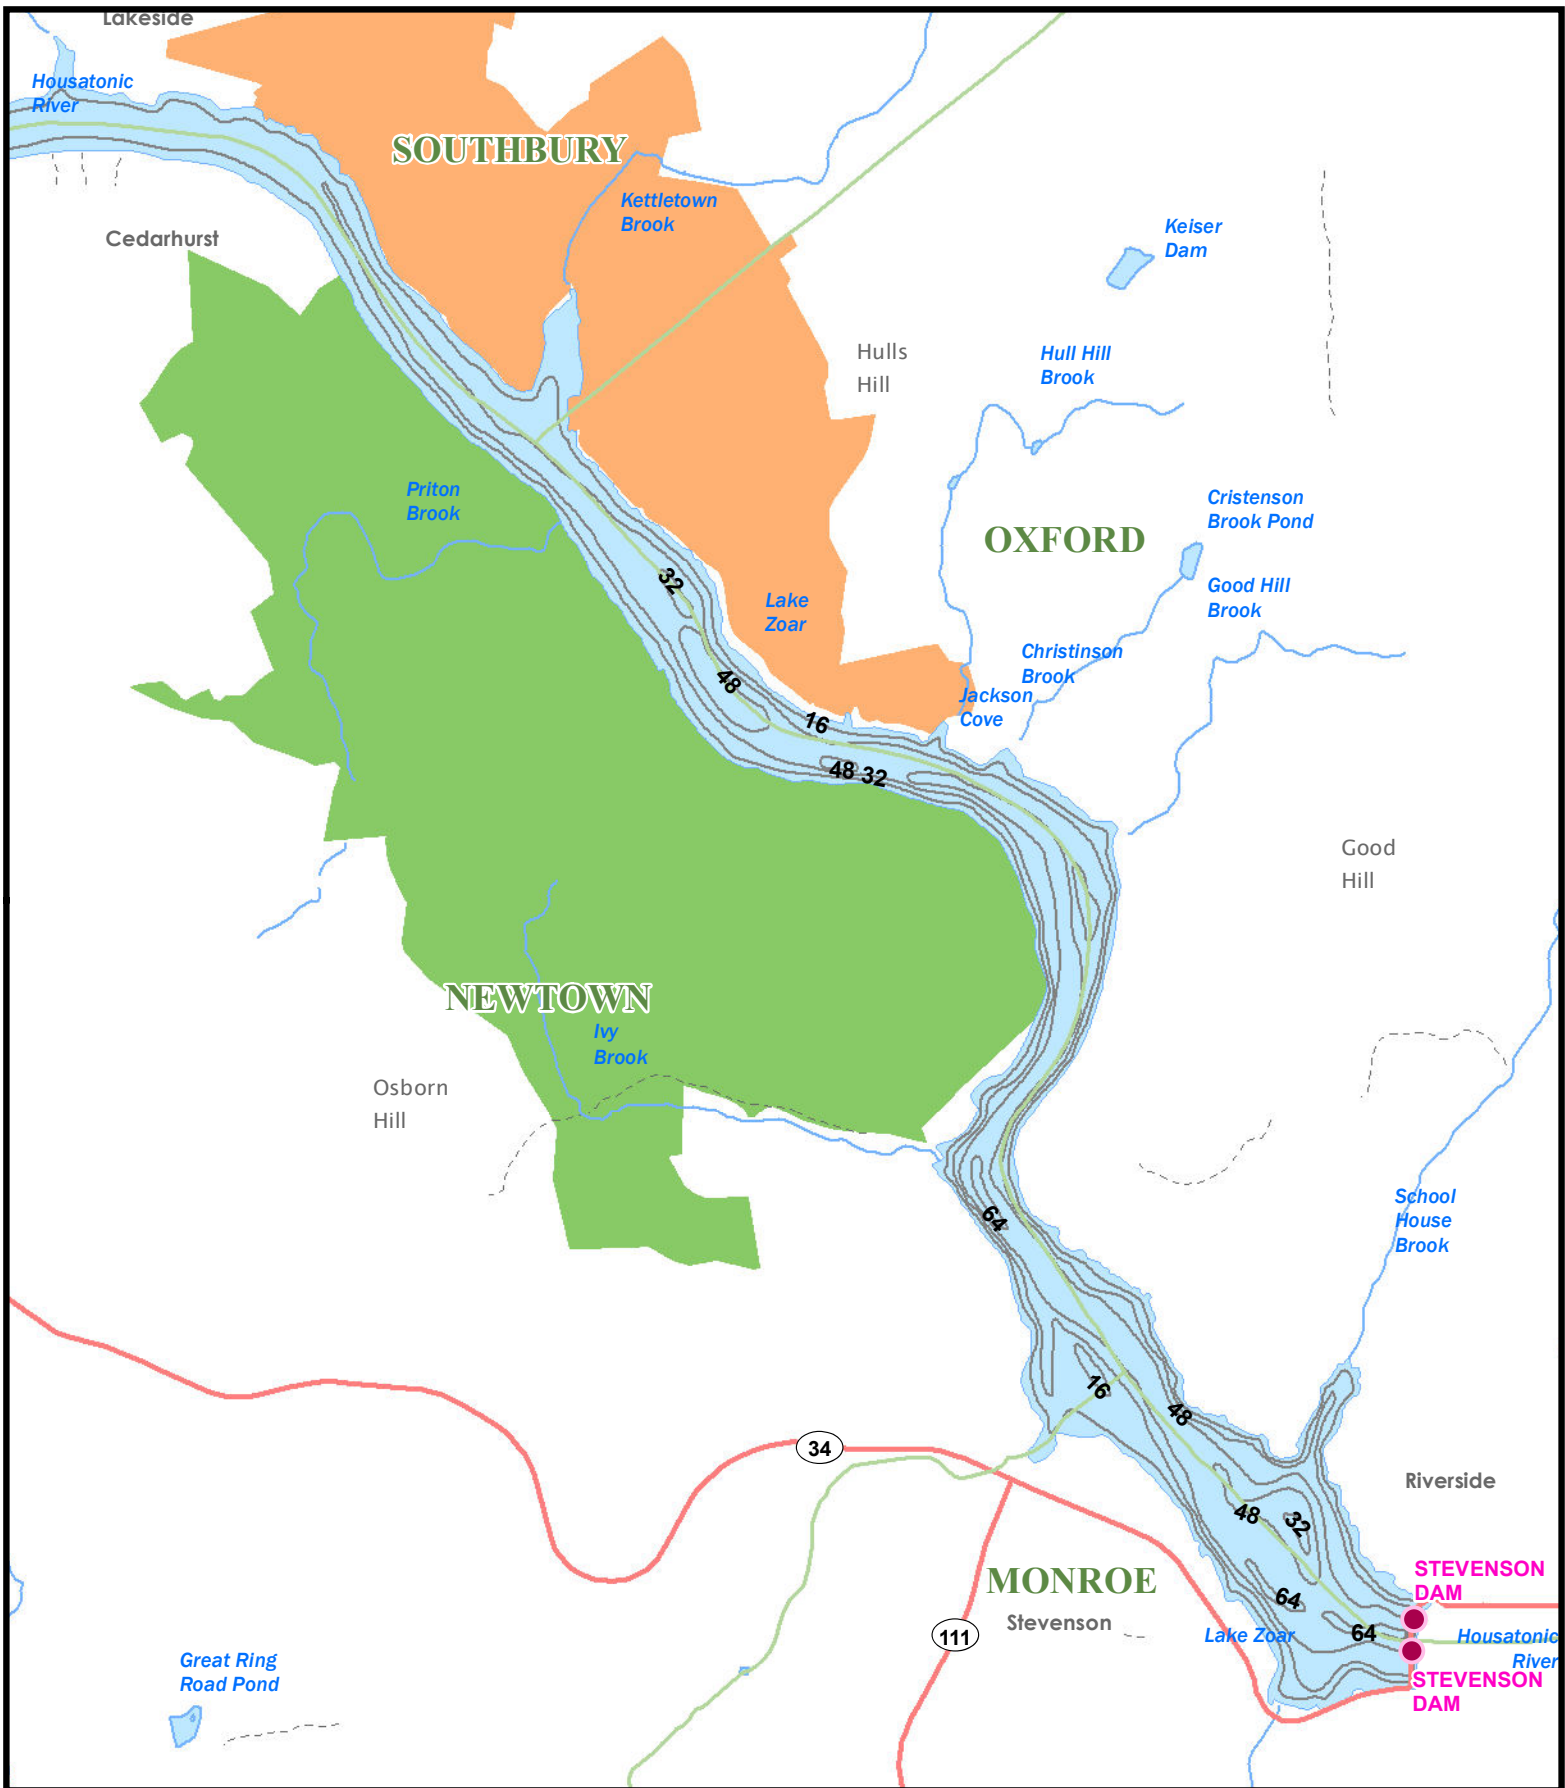 Lakeside
Housatonic
River
SOUTHBURY
Kettletown
Brook
Cedarhurst
Keiser
Dam
Hulls
Hill
Hull Hill
Brook
Priton
Brook
Cristenson
Brook Pond
OXFORD
32
Lake
Zoar
Good Hill
Brook
Christinson
Brook
48
Jackson
Cove
16
48
32
Good
Hill
NEWTOWN
Ivy
Brook
Osborn
Hill
64
School
House
Brook
16
48
34
Riverside
48
32
MONROE
STEVENSON
DAM
64
Stevenson
111
Lake Zoar
64
Housatonic
River
Great Ring
Road Pond
STEVENSON
DAM